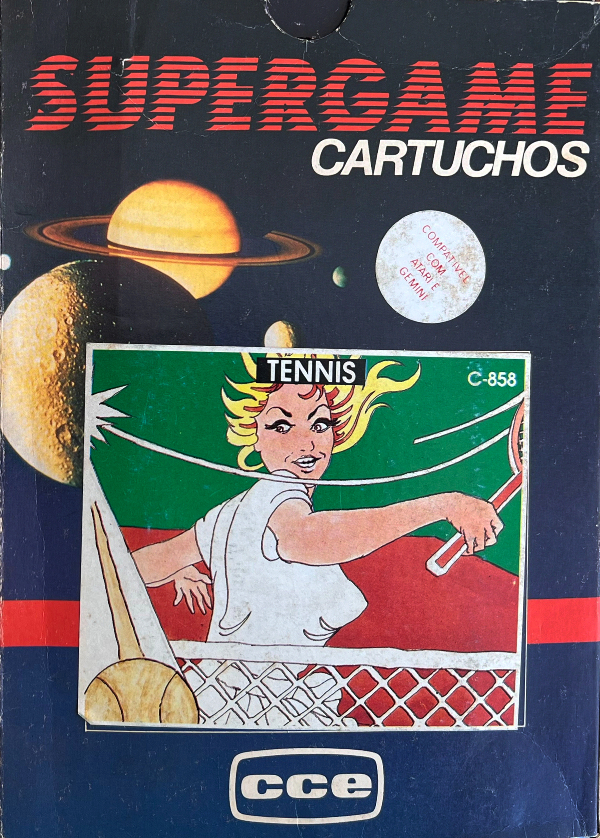 SUPERGAME
CARTUCHOS
COMPATÍVEL
COM
ATARI E
GEMINI
TENNIS
C-858
cce